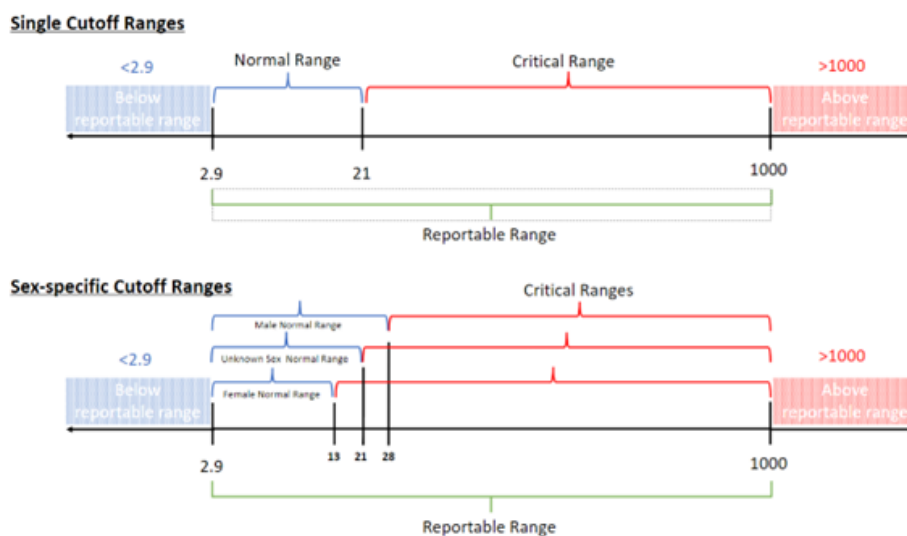 Single Cutoff Ranges
<2.9
Normal Range
Critical Range
>1000
Below
reportable range
Above
reportable range
2.9
21
1000
Reportable Range
Sex-specific Cutoff Ranges
Critical Ranges
Male Normal Range
<2.9
Unknown Sex Normal Range
>1000
Below
reportable range
Female Normal Range
Above
reportable range
2.9
13
21
28
1000
Reportable Range